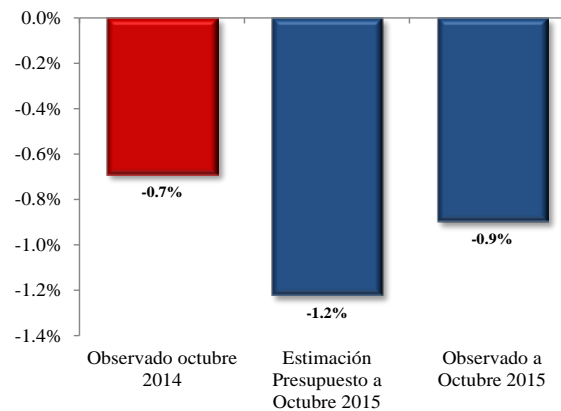 0.0%
-0.2%
-0.4%
-0.6%
-0.8%
-1.0%
-1.2%
-1.4%
-0.7%
-1.2%
-0.9%
Observado octubre
2014
Estimación
Presupuesto a
Octubre 2015
Observado a
Octubre 2015